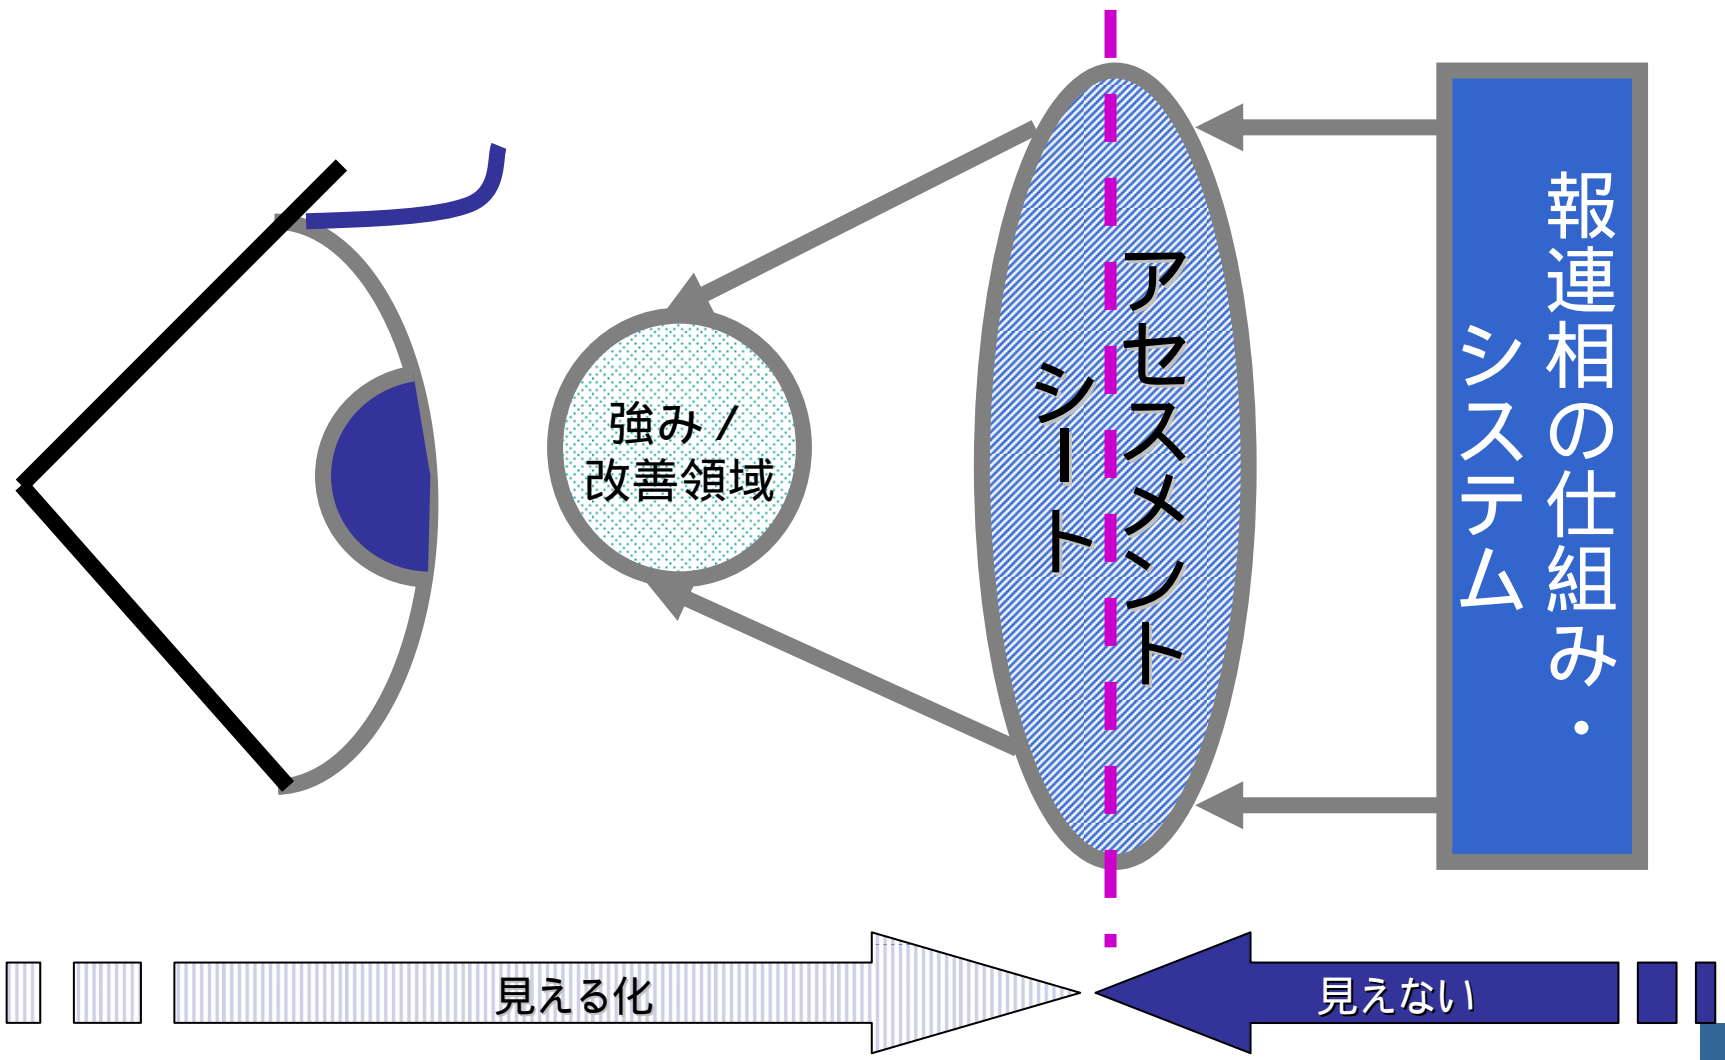 強み/
改善領域
アセスメント
シート
報連相の仕組み・
システム
見える化
見えない